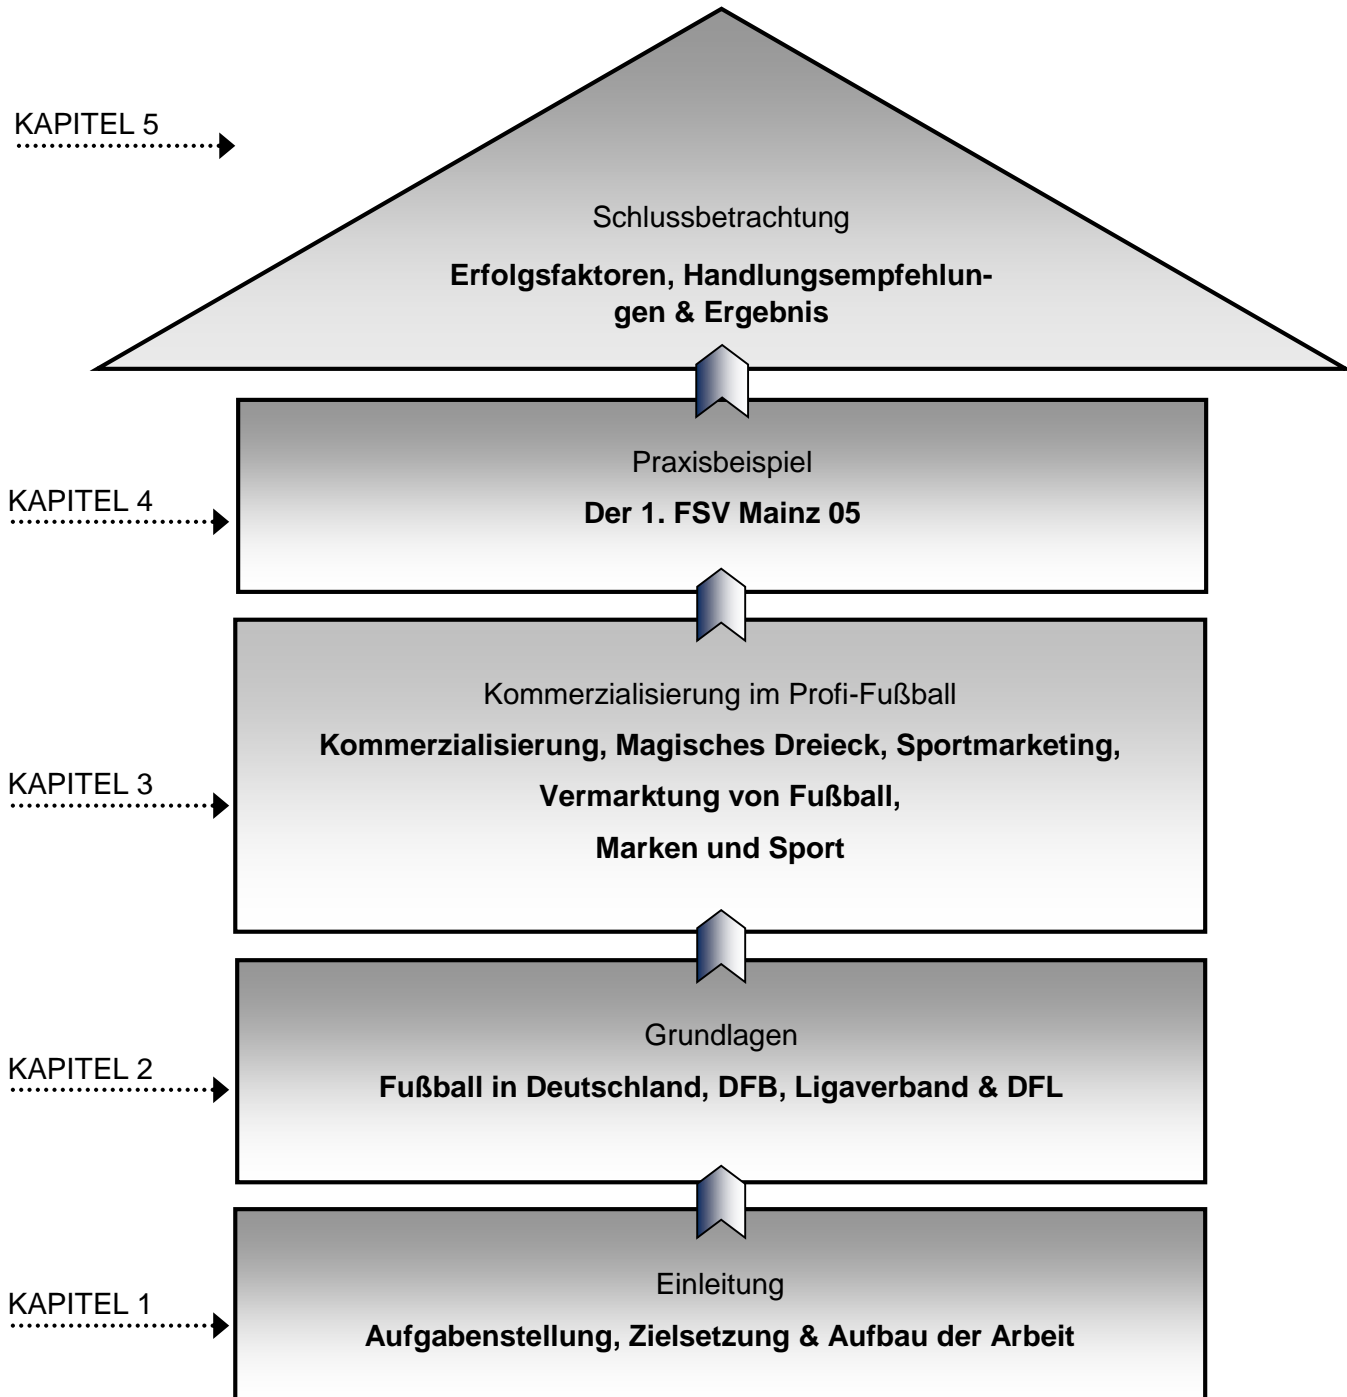 KAPITEL 5
Schlussbetrachtung
Erfolgsfaktoren, Handlungsempfehlun-
gen & Ergebnis
KAPITEL 4
Praxisbeispiel
Der 1. FSV Mainz 05
KAPITEL 3
Kommerzialisierung im Profi-Fußball
Kommerzialisierung, Magisches Dreieck, Sportmarketing,
Vermarktung von Fußball,
Marken und Sport
KAPITEL 2
Grundlagen
Fußball in Deutschland, DFB, Ligaverband & DFL
KAPITEL 1
Einleitung
Aufgabenstellung, Zielsetzung & Aufbau der Arbeit